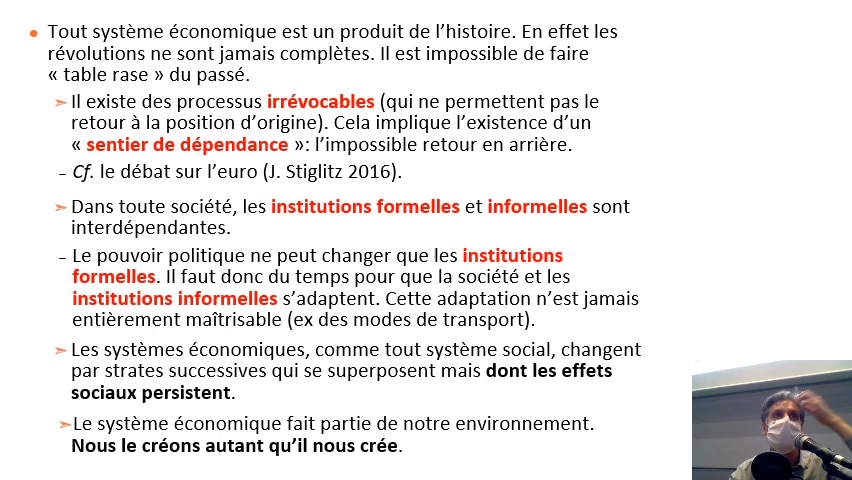 Tout système économique est un produit de l’histoire. En effet les
révolutions ne sont jamais complètes. Il est impossible de faire
« table rase » du passé.
Il existe des processus irrévocables (qui ne permettent pas le
retour à la position d’origine). Cela implique l’existence d’un
« sentier de dépendance »: l’impossible retour en arrière.
– Cf. le débat sur l’euro (J. Stiglitz 2016).
Dans toute société, les institutions formelles et informelles sont
interdépendantes.
– Le pouvoir politique ne peut changer que les institutions
formelles. Il faut donc du temps pour que la société et les
institutions informelles s’adaptent. Cette adaptation n’est jamais
entièrement maîtrisable (ex des modes de transport).
Les systèmes économiques, comme tout système social, changent
par strates successives qui se superposent mais dont les effets
sociaux persistent.
Le système économique fait partie de notre environnement.
Nous le créons autant qu’il nous crée.